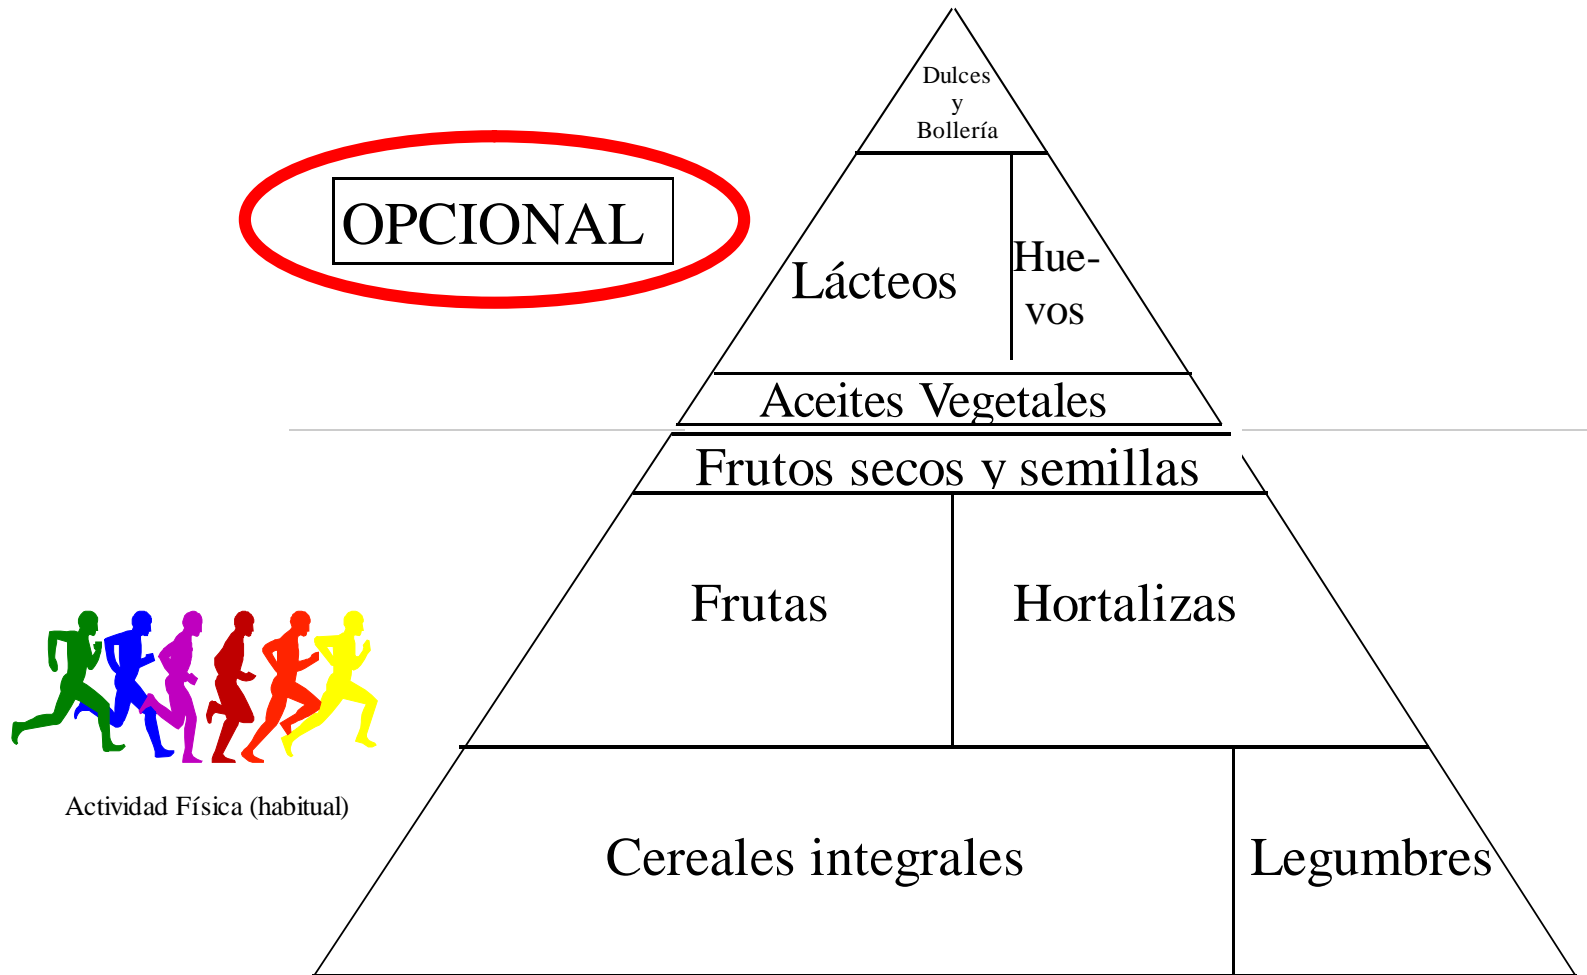 Dulces
y
Bollería
OPCIONAL
Lácteos
Hue-
vos
Aceites Vegetales
Frutos secos y semillas
Frutas
Hortalizas
Actividad Física (habitual)
Cereales integrales
Legumbres